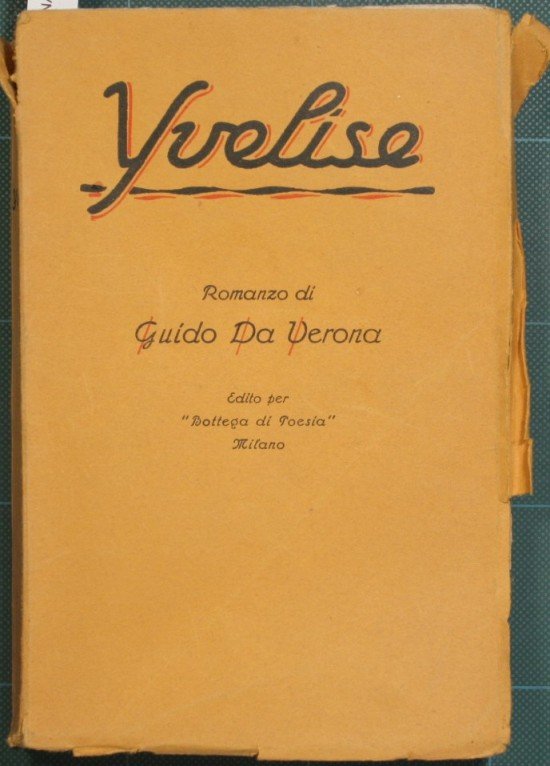 Yvelise
Romanzo di
Guido Da Verona
Edito per
"Bottega di Poesia"
Milano